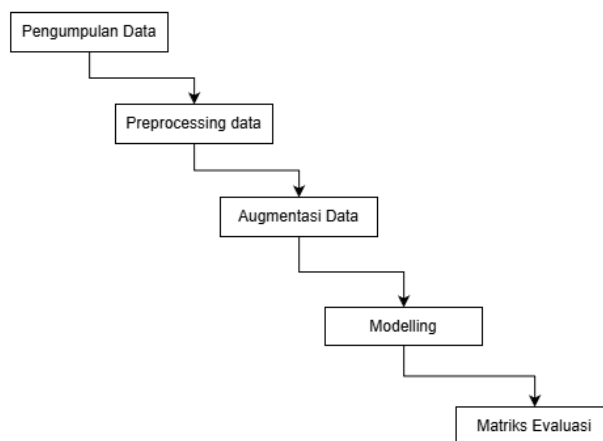 Pengumpulan Data
Preprocessing data
Augmentasi Data
Modelling
Matriks Evaluasi